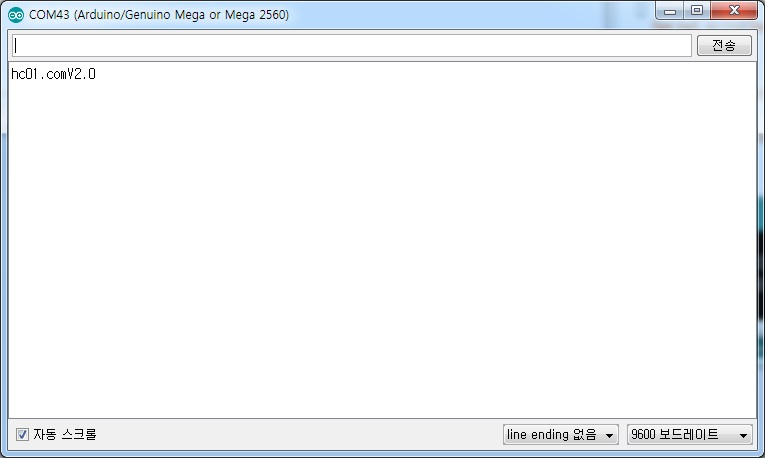 COM43 (Arduino/Genuino Mega or Mega 2560)
전송
hc01.comV2.0
자동 스크롤
line ending 없음
9600 보드레이트